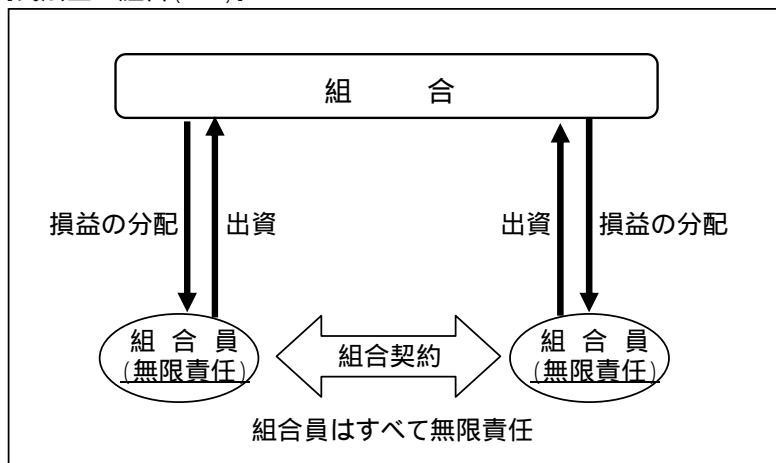 組　　合
損益の分配　出資　出資　損益の分配
組 合 員　組 合 員
(無限責任)　組合契約　(無限責任)
組合員はすべて無限責任